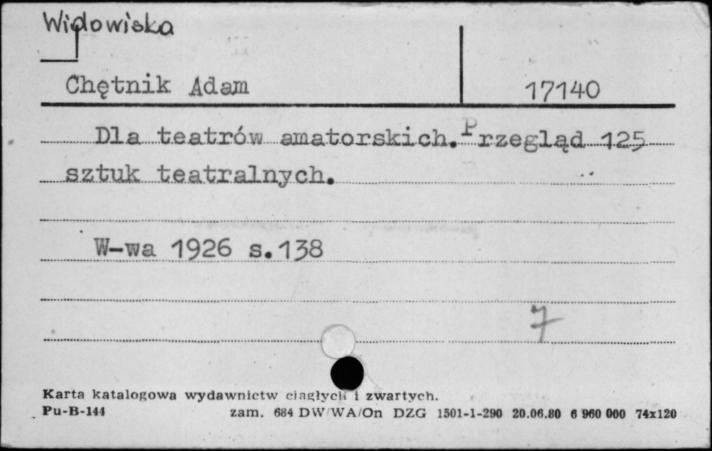 Widowiska
Chętnik Adam 17140
Dla teatrów amatorskich. Przegląd 125
sztuk teatralnych.
W-wa 1926 s.138
7
Karta katalogowa wydawnictw ciągłych i zwartych.
Pu-B-144 zam. 684 DW/WA/On DZG 1501-1-290 20.06.80 6 960 000 74x120